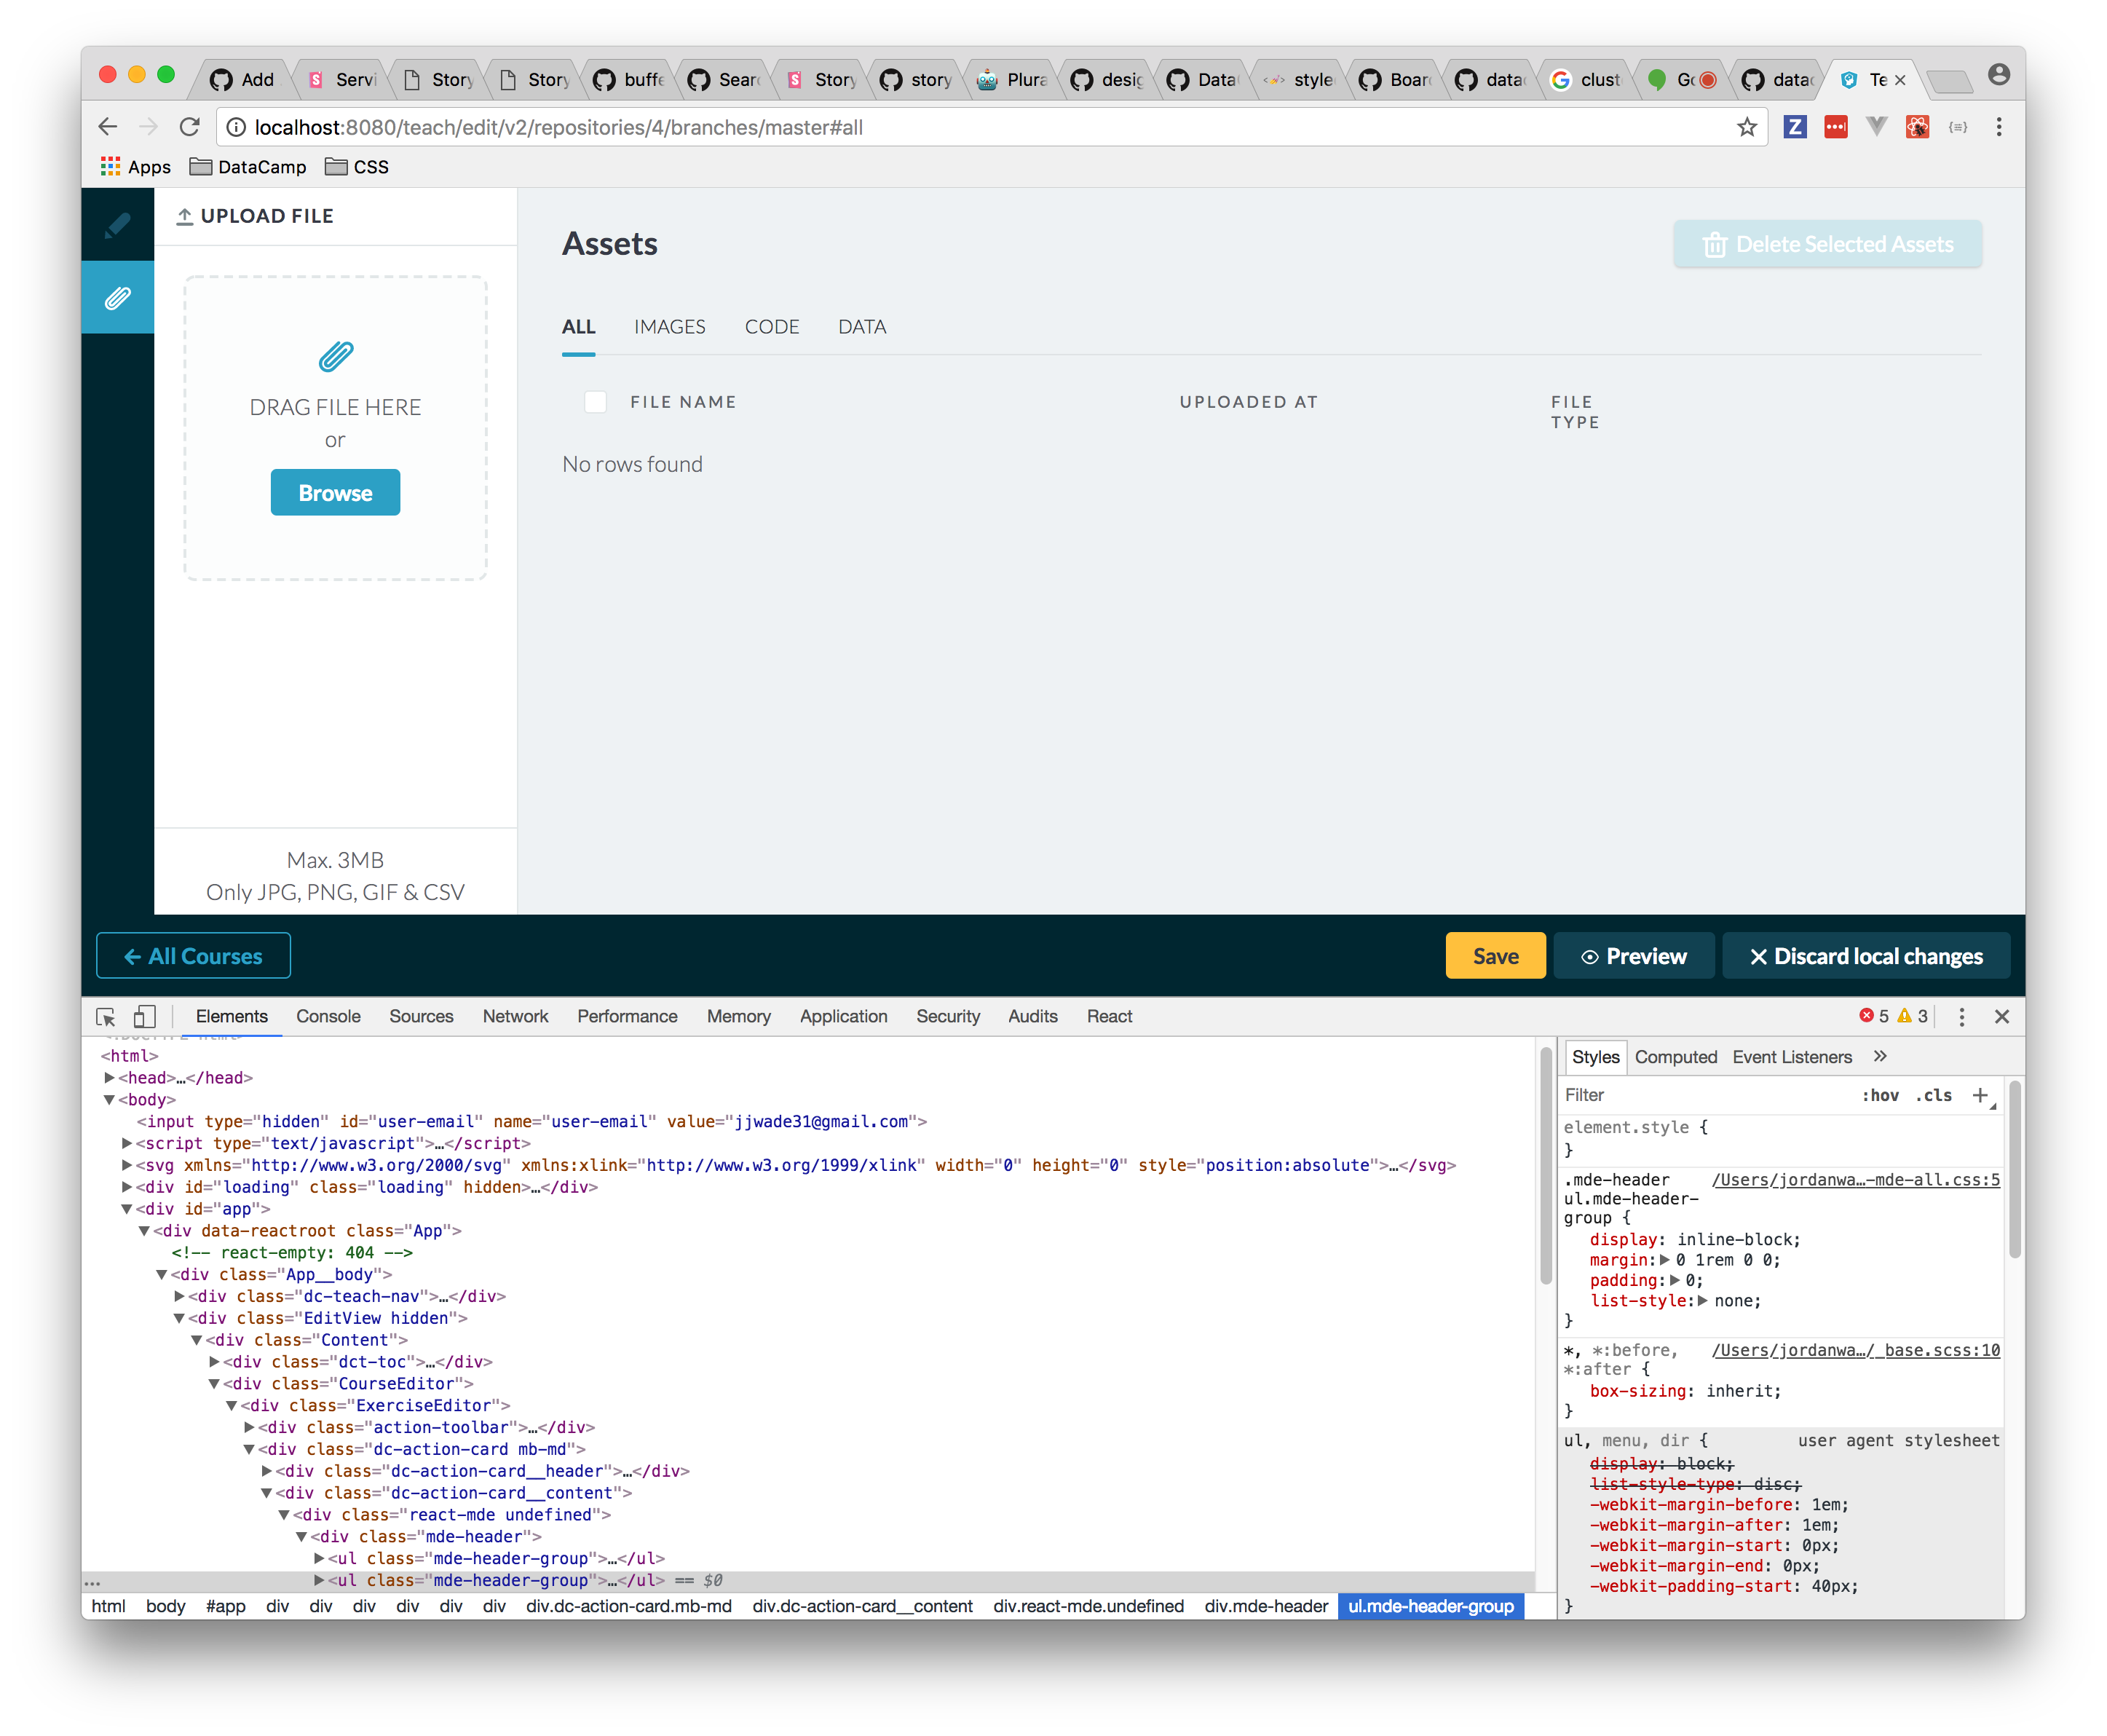 Add
Servi
Story
Story
buffe
Sear
Story
story
Plura
desig
Data
style
Boar
datac
clust
Go
datac
Te
localhost:8080/teach/edit/v2/repositories/4/branches/master#all
Apps DataCamp CSS
UPLOAD FILE
DRAG FILE HERE
or
Browse
Max. 3MB
Only JPG, PNG, GIF & CSV
Assets
Delete Selected Assets
ALL IMAGES CODE DATA
FILE NAME UPLOADED AT FILE
TYPE
No rows found
All Courses
Save Preview Discard local changes
Elements Console Sources Network Performance Memory Application Security Audits React 5 3
<html>
<head>…</head>
<body>
<input type="hidden" id="user-email" name="user-email" value="jjwade31@gmail.com">
<script type="text/javascript">…</script>
<svg xmlns="http://www.w3.org/2000/svg" xmlns:xlink="http://www.w3.org/1999/xlink" width="0" height="0" style="position:absolute">…</svg>
<div id="loading" class="loading" hidden>…</div>
<div id="app">
<div data-reactroot class="App">
<!-- react-empty: 404 -->
<div class="App__body">
<div class="dc-teach-nav">…</div>
<div class="EditView hidden">
<div class="Content">
<div class="dct-toc">…</div>
<div class="CourseEditor">
<div class="ExerciseEditor">
<div class="action-toolbar">…</div>
<div class="dc-action-card mb-md">
<div class="dc-action-card__header">…</div>
<div class="dc-action-card__content">
<div class="react-mde undefined">
<div class="mde-header">
<ul class="mde-header-group">…</ul>
... <ul class="mde-header-group">…</ul> == $0
html body #app div div div div div div div.dc-action-card.mb-md div.dc-action-card__content div.react-mde.undefined div.mde-header ul.mde-header-group
Styles Computed Event Listeners »
Filter :hov .cls +
element.style {
}
.mde-header /Users/jordanwa…-mde-all.css:5
ul.mde-header-
group {
display: inline-block;
margin: 0 1rem 0 0;
padding: 0;
list-style: none;
}
*, *:before, /Users/jordanwa…/_base.scss:10
*:after {
box-sizing: inherit;
}
ul, menu, dir { user agent stylesheet
display: block;
list-style-type: disc;
-webkit-margin-before: 1em;
-webkit-margin-after: 1em;
-webkit-margin-start: 0px;
-webkit-margin-end: 0px;
-webkit-padding-start: 40px;
}